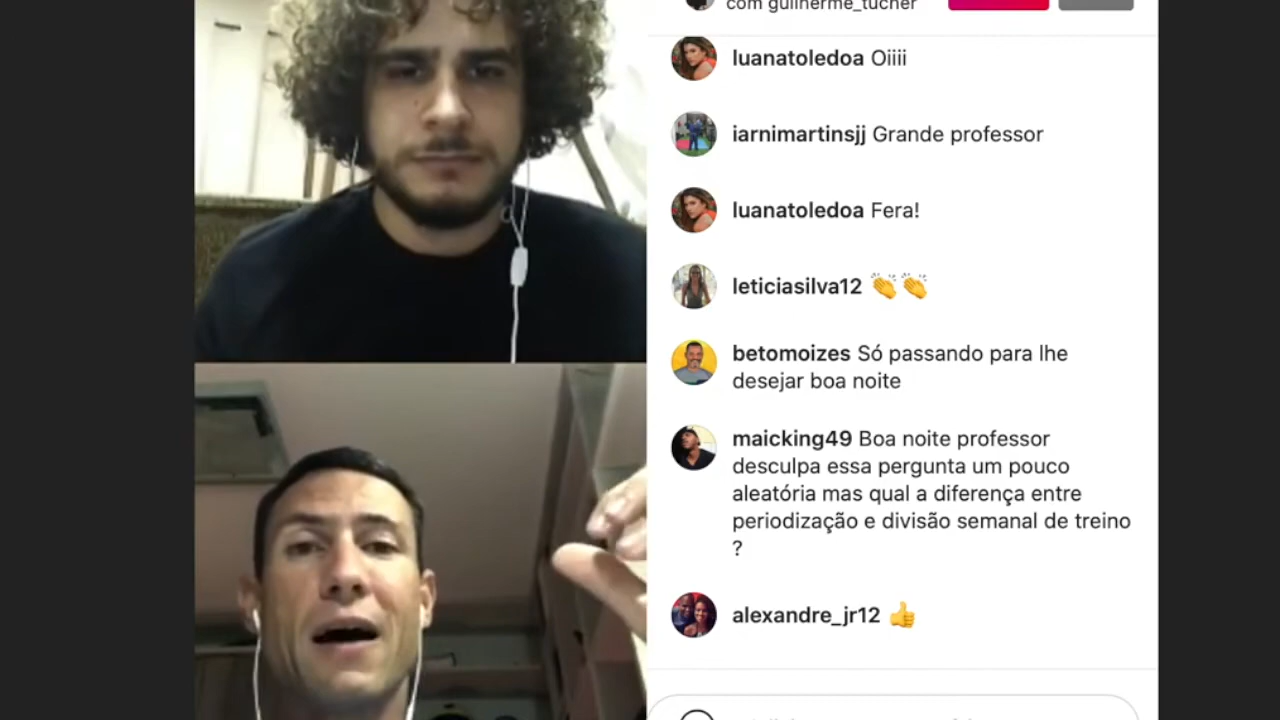 com guilherme_tucher
luanatoledoa Oiiii
iarnimartinsjj Grande professor
luanatoledoa Fera!
leticiasilva12 👏👏
betomoizes Só passando para lhe
desejar boa noite
maicking49 Boa noite professor
desculpa essa pergunta um pouco
aleatória mas qual a diferença entre
periodização e divisão semanal de treino
?
alexandre_jr12 👍